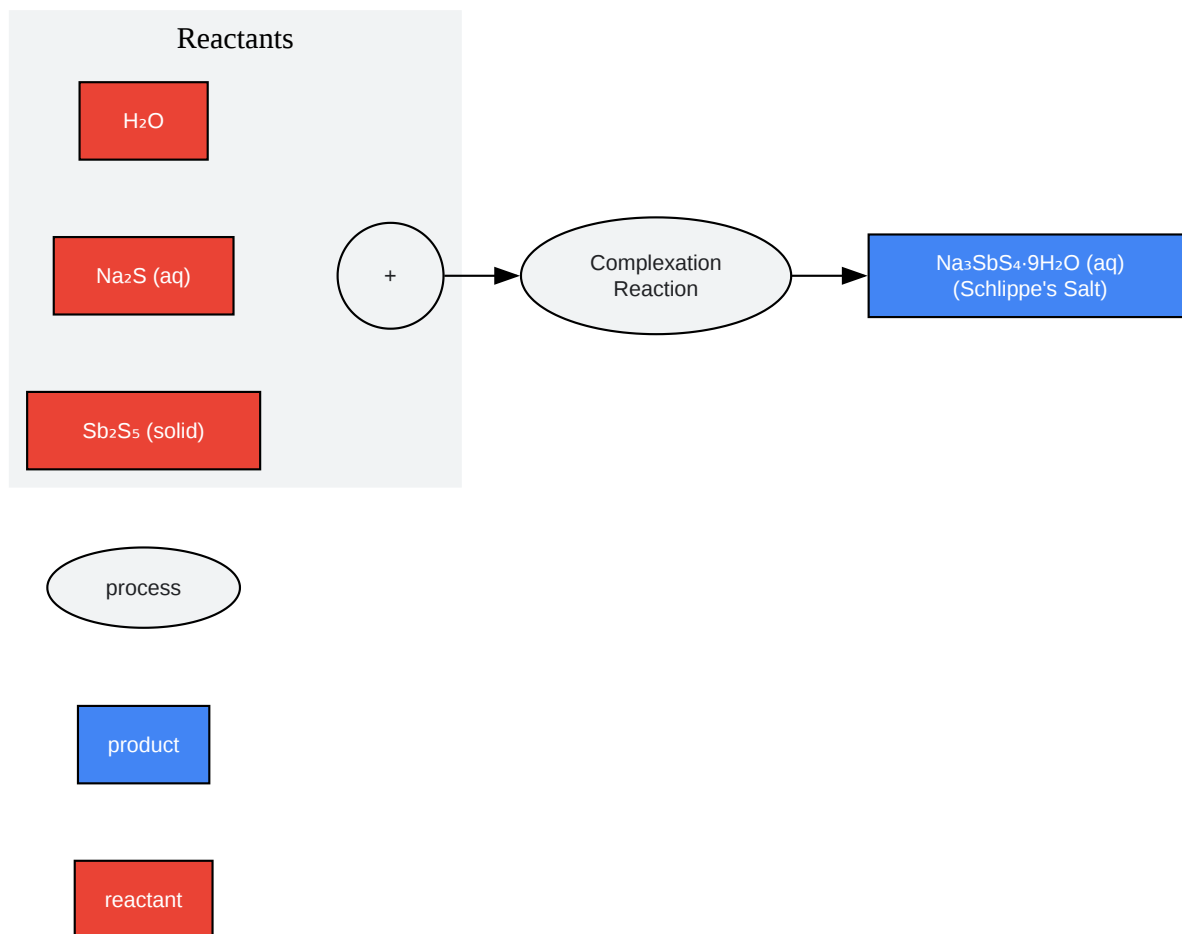 Reactants
H₂O
Na₂S (aq)
Sb₂S₅ (solid)
+
Complexation
Reaction
Na₃SbS₄·9H₂O (aq)
(Schlippe's Salt)
process
product
reactant